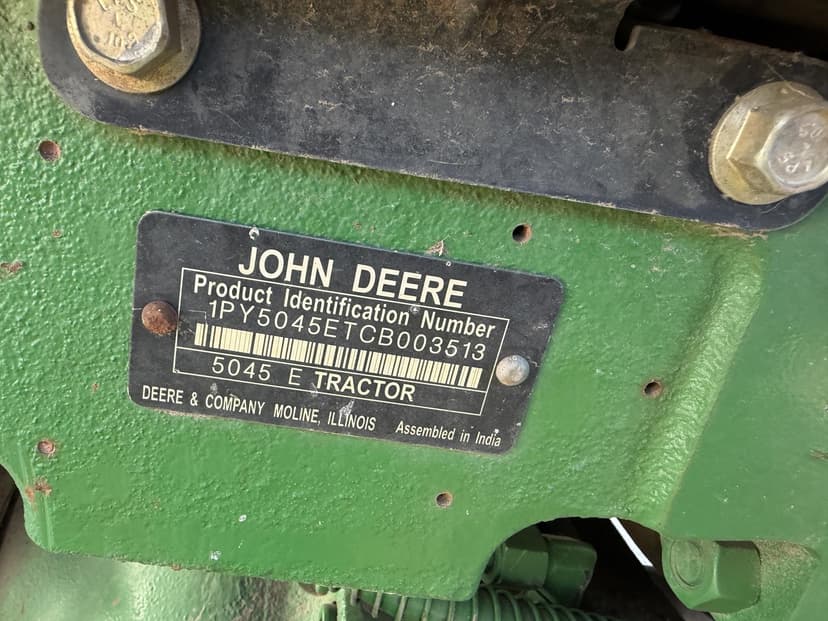 JOHN DEERE
Product Identification Number
1PY5045ETCB003513
5045 E TRACTOR
DEERE & COMPANY MOLINE, ILLINOIS Assembled in India